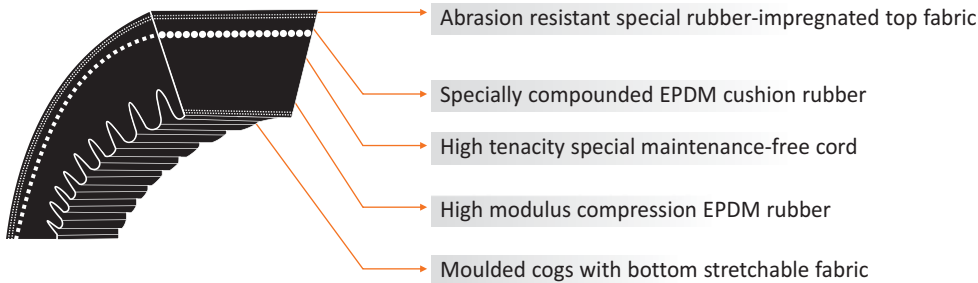 Abrasion resistant special rubber-impregnated top fabric
Specially compounded EPDM cushion rubber
High tenacity special maintenance-free cord
High modulus compression EPDM rubber
Moulded cogs with bottom stretchable fabric